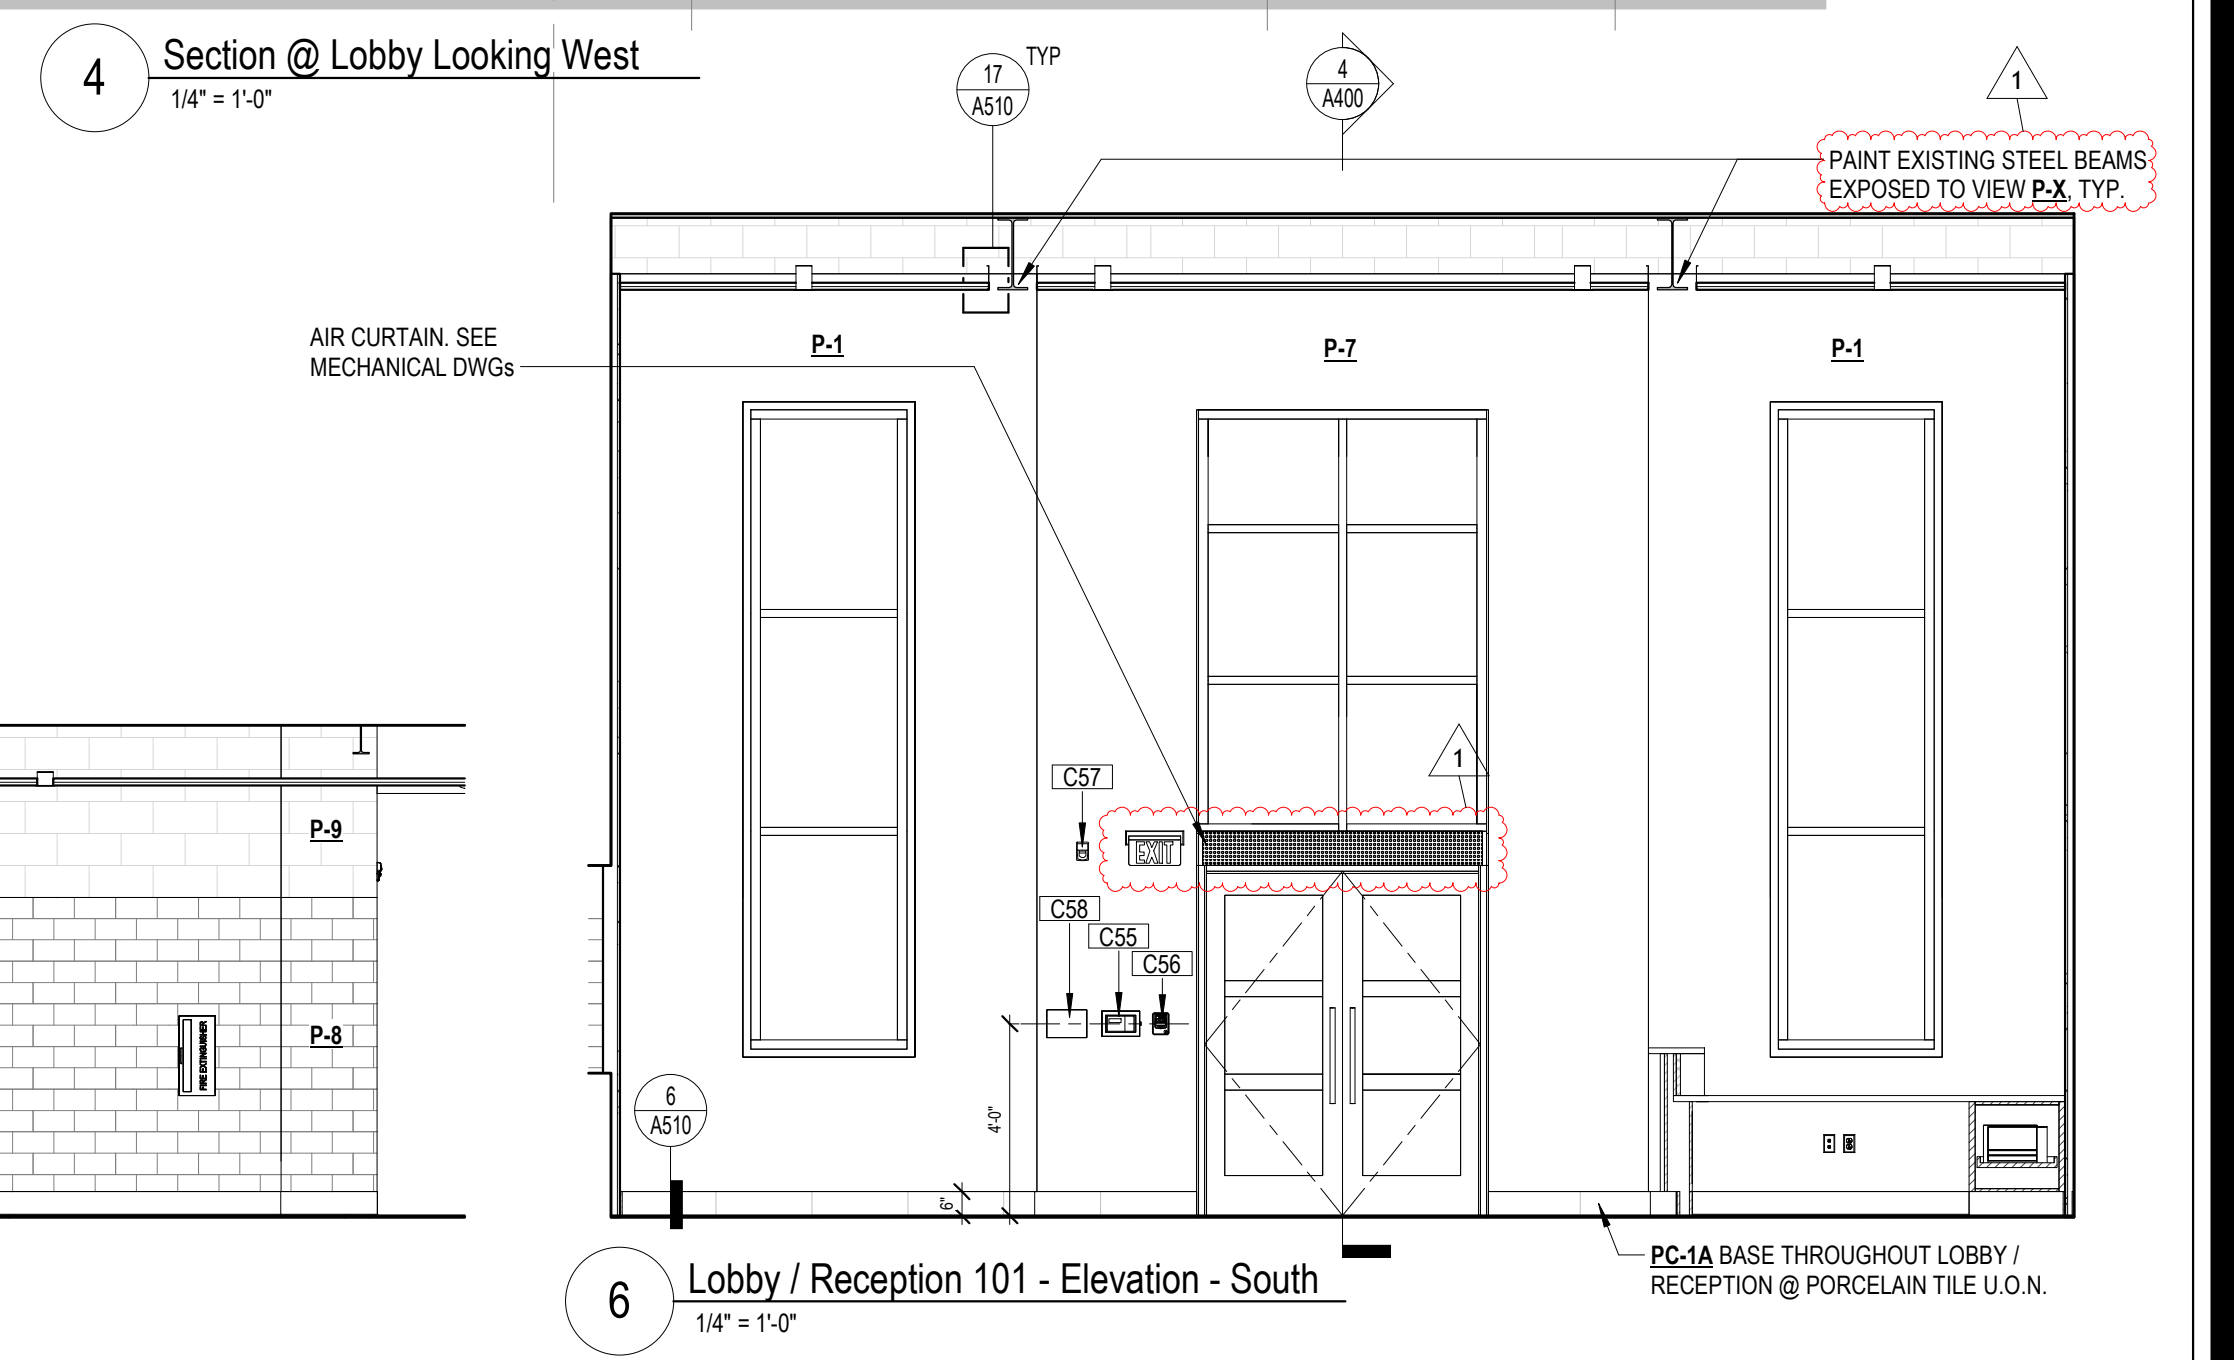 4
Section @ Lobby Looking West
1/4" = 1'-0"
17
A510
TYP
4
A400
1
PAINT EXISTING STEEL BEAMS
EXPOSED TO VIEW P-X, TYP.
AIR CURTAIN. SEE
MECHANICAL DWGs
P-1
P-7
P-1
1
C57
EXIT
P-9
C58
C55
C56
P-8
FIRE EXTINGUISHER
6
A510
4'-0"
6"
PC-1A BASE THROUGHOUT LOBBY /
RECEPTION @ PORCELAIN TILE U.O.N.
6
Lobby / Reception 101 - Elevation - South
1/4" = 1'-0"